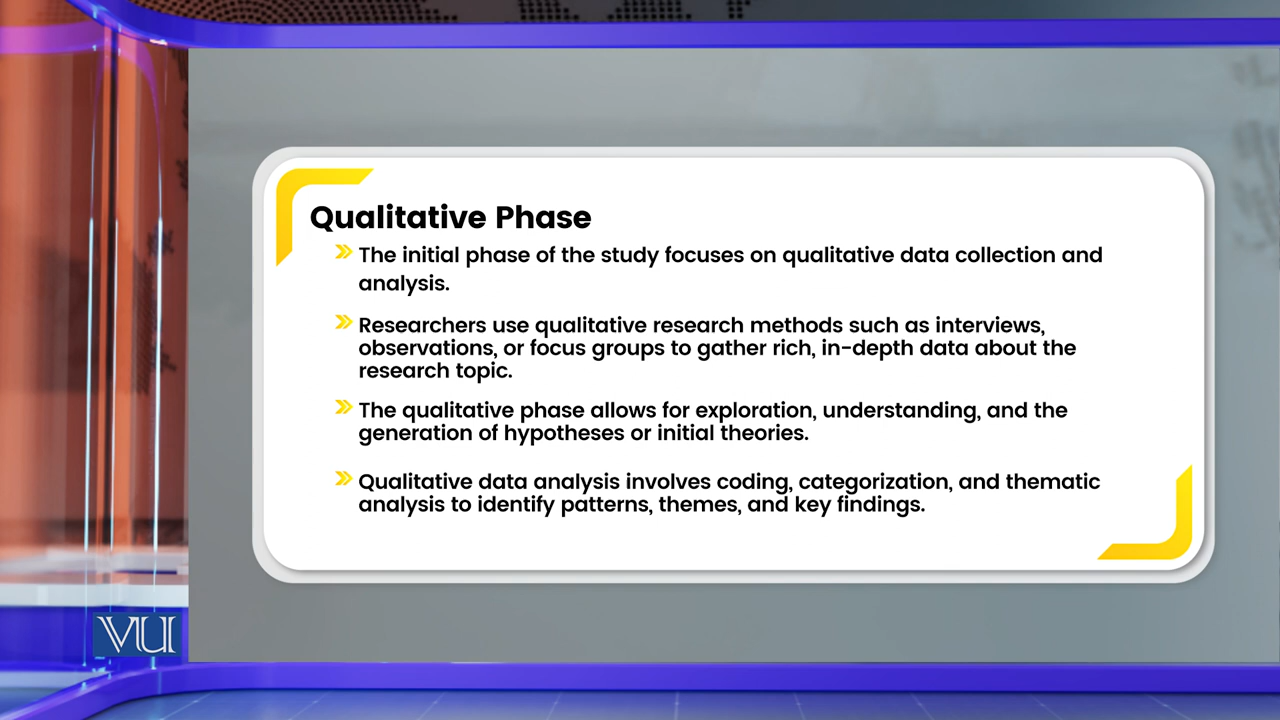 Qualitative Phase
The initial phase of the study focuses on qualitative data collection and
analysis.
Researchers use qualitative research methods such as interviews,
observations, or focus groups to gather rich, in-depth data about the
research topic.
The qualitative phase allows for exploration, understanding, and the
generation of hypotheses or initial theories.
Qualitative data analysis involves coding, categorization, and thematic
analysis to identify patterns, themes, and key findings.
VU